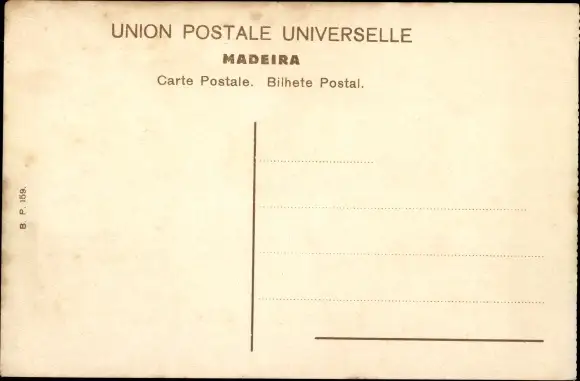 UNION POSTALE UNIVERSELLE
MADEIRA
Carte Postale. Bilhete Postal.
B. P. 159.